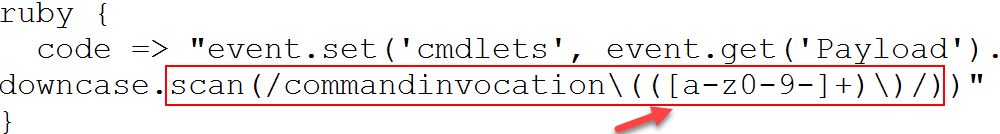 ruby {
code => "event.set('cmdlets', event.get('Payload').
downcase.scan(/commandinvocation\(([a-z0-9-]+)\)/))"
}